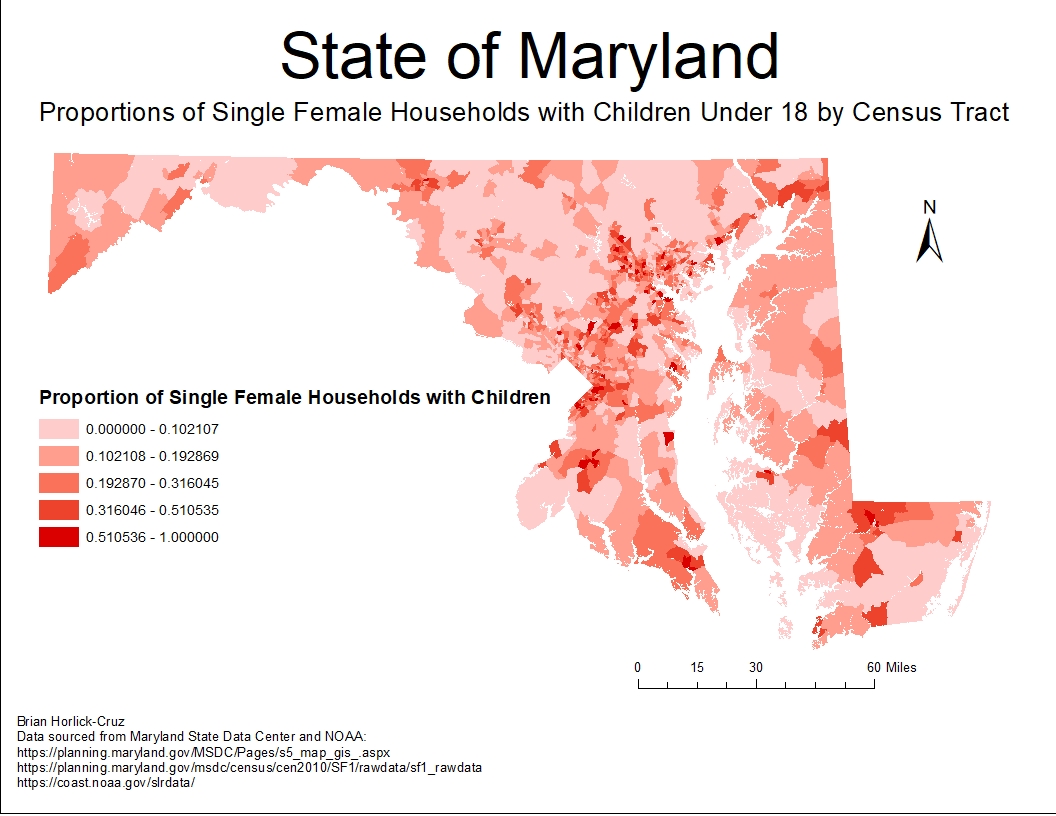 State of Maryland
Proportions of Single Female Households with Children Under 18 by Census Tract
N
Proportion of Single Female Households with Children
0.000000 - 0.102107
0.102108 - 0.192869
0.192870 - 0.316045
0.316046 - 0.510535
0.510536 - 1.000000
0 15 30 60 Miles
Brian Horlick-Cruz
Data sourced from Maryland State Data Center and NOAA:
https://planning.maryland.gov/MSDC/Pages/s5_map_gis_.aspx
https://planning.maryland.gov/msdc/census/cen2010/SF1/rawdata/sf1_rawdata
https://coast.noaa.gov/slrdata/